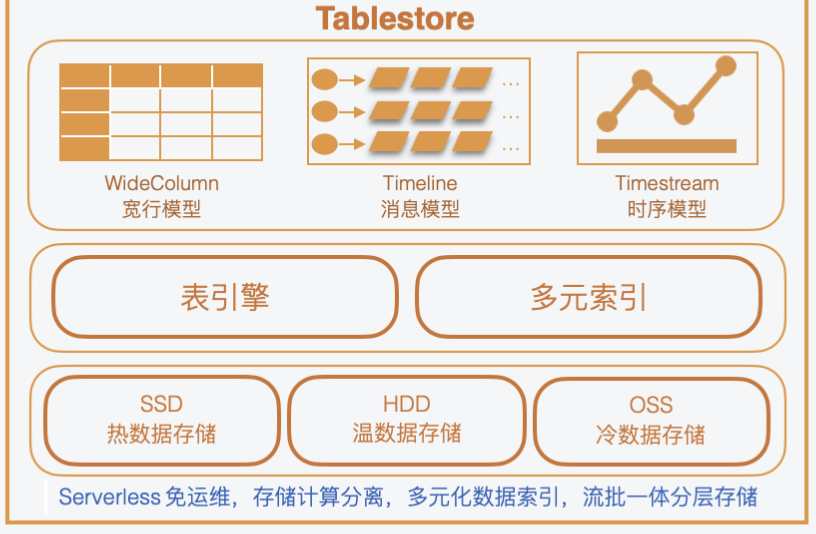 Tablestore
...
...
...
WideColumn
宽行模型
Timeline
消息模型
Timestream
时序模型
表引擎
多元索引
SSD
热数据存储
HDD
温数据存储
OSS
冷数据存储
Serverless 免运维，存储计算分离，多元化数据索引，流批一体分层存储